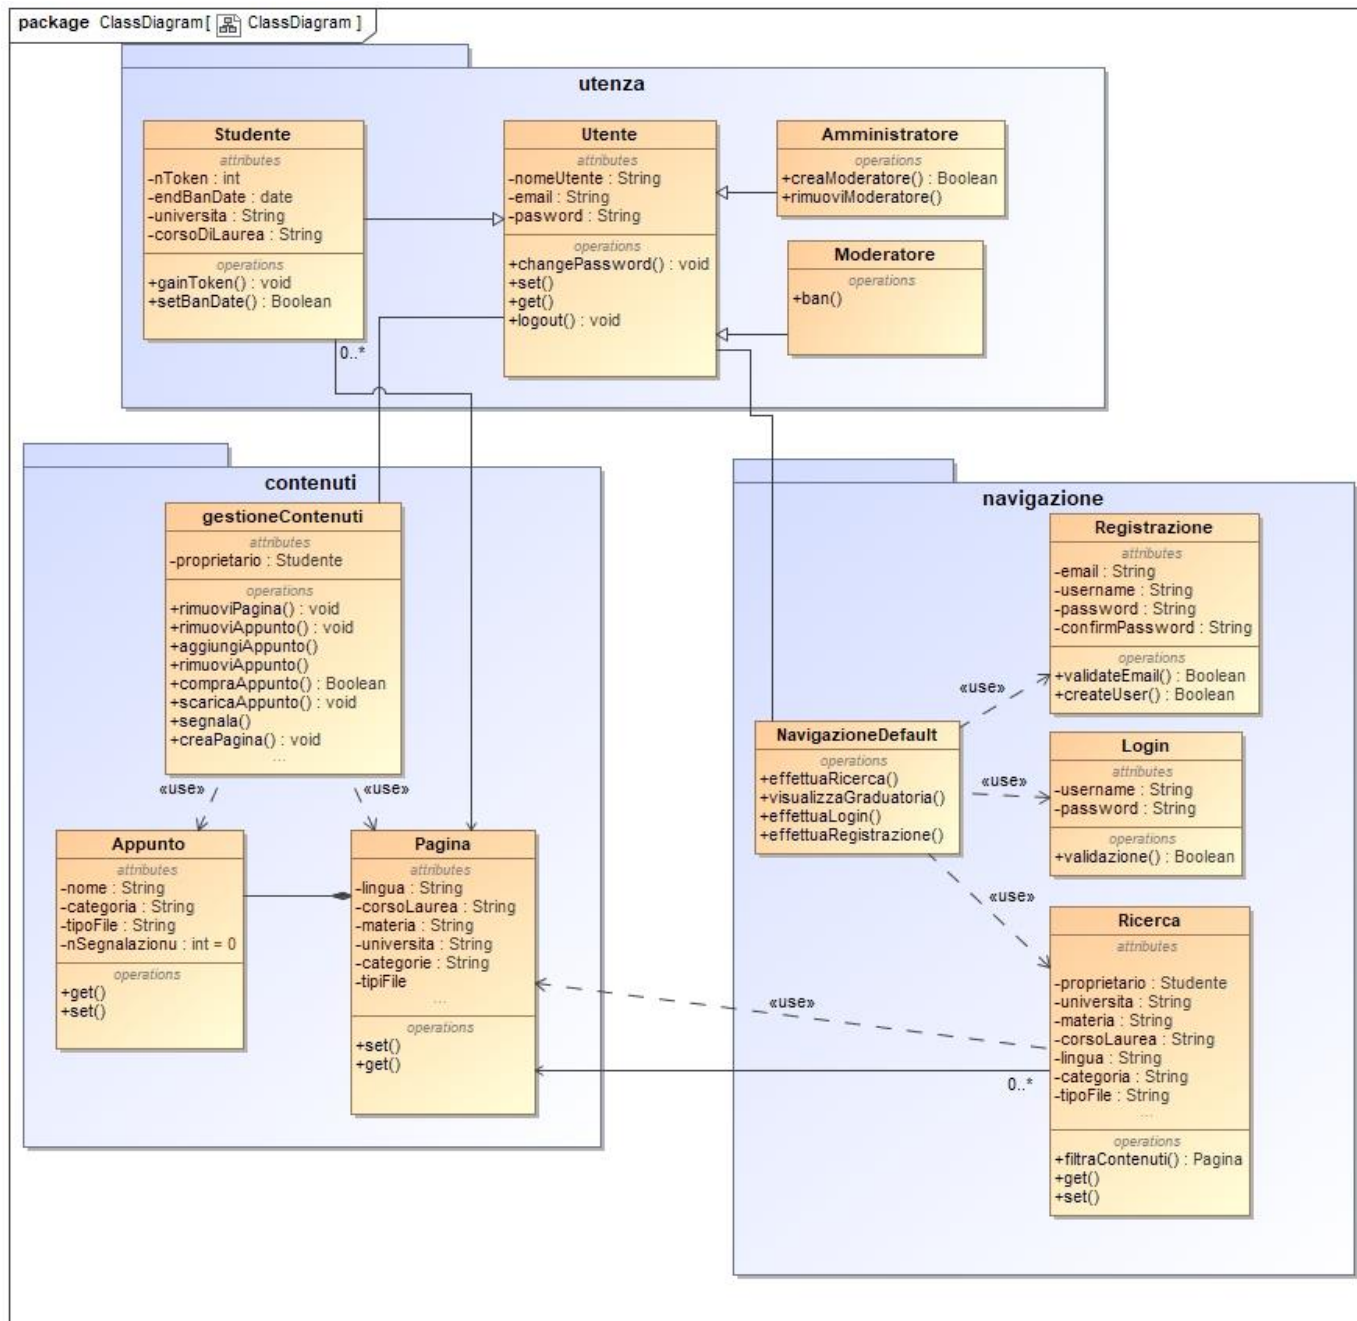 package ClassDiagram [ ClassDiagram ]
utenza
Studente
attributes
-nToken : int
-endBanDate : date
-universita : String
-corsoDiLaurea : String
operations
+gainToken() : void
+setBanDate() : Boolean
0..*
Utente
attributes
-nomeUtente : String
-email : String
-pasword : String
operations
+changePassword() : void
+set()
+get()
+logout() : void
Amministratore
operations
+creaModeratore() : Boolean
+rimuoviModeratore()
Moderatore
operations
+ban()
contenuti
gestioneContenuti
attributes
-proprietario : Studente
operations
+rimuoviPagina() : void
+rimuoviAppunto() : void
+aggiungiAppunto()
+rimuoviAppunto()
+compraAppunto() : Boolean
+scaricaAppunto() : void
+segnala()
+creaPagina() : void
...
«use»
«use»
Appunto
attributes
-nome : String
-categoria : String
-tipoFile : String
-nSegnalazionu : int = 0
operations
+get()
+set()
Pagina
attributes
-lingua : String
-corsoLaurea : String
-materia : String
-universita : String
-categorie : String
-tipiFile
...
operations
+set()
+get()
navigazione
Registrazione
attributes
-email : String
-username : String
-password : String
-confirmPassword : String
operations
+validateEmail() : Boolean
+createUser() : Boolean
«use»
NavigazioneDefault
operations
+effettuaRicerca()
+visualizzaGraduatoria()
+effettuaLogin()
+effettuaRegistrazione()
«use»
Login
attributes
-username : String
-password : String
operations
+validazione() : Boolean
«use»
Ricerca
attributes
-proprietario : Studente
-universita : String
-materia : String
-corsoLaurea : String
-lingua : String
-categoria : String
-tipoFile : String
...
operations
+filtraContenuti() : Pagina
+get()
+set()
«use»
0..*